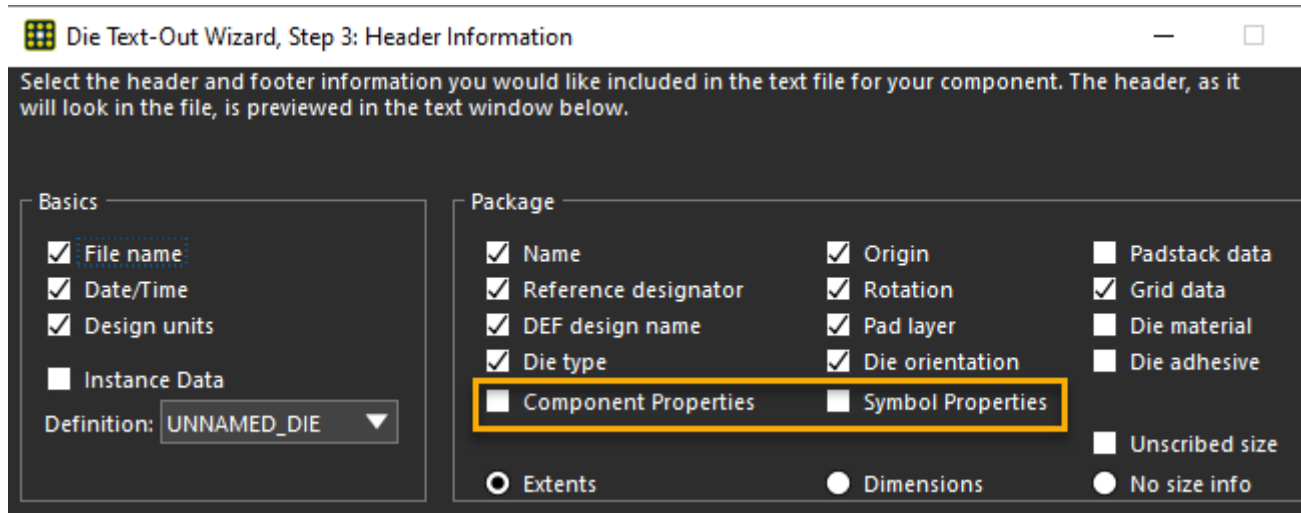 Die Text-Out Wizard, Step 3: Header Information
Select the header and footer information you would like included in the text file for your component. The header, as it
will look in the file, is previewed in the text window below.
Basics
File name
Date/Time
Design units
Instance Data
Definition: UNNAMED_DIE
Package
Name
Origin
Padstack data
Reference designator
Rotation
Grid data
DEF design name
Pad layer
Die material
Die type
Die orientation
Die adhesive
Component Properties
Symbol Properties
Unscribed size
Extents
Dimensions
No size info